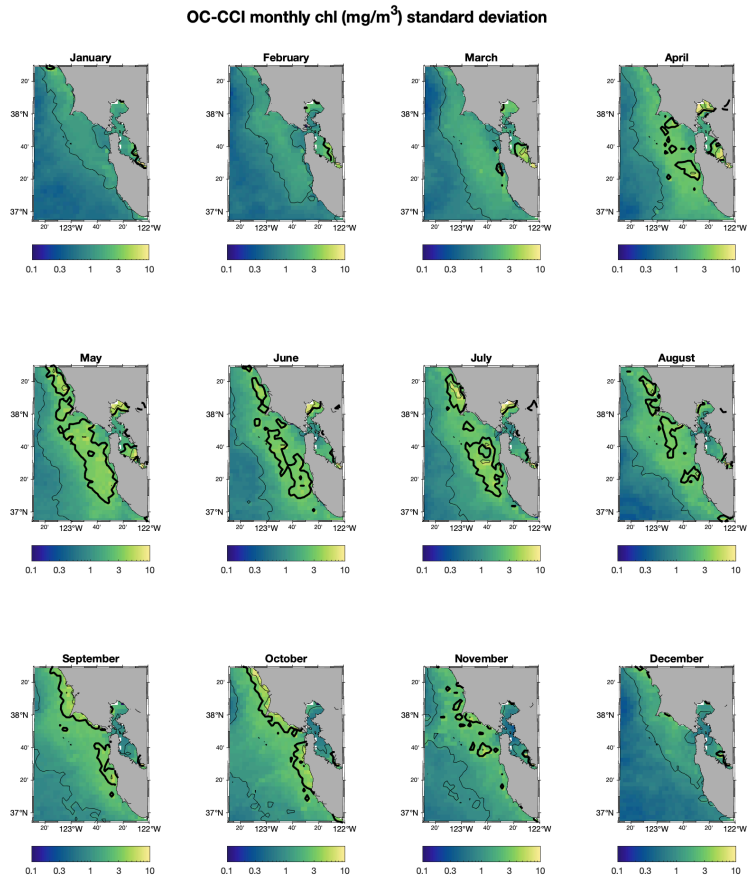 OC-CCI monthly chl (mg/m3) standard deviation
January February March April
20' 20' 20' 20'
38°N 38°N 38°N 38°N
40' 40' 40' 40'
20' 20' 20' 20'
37°N 37°N 37°N 37°N
20' 123°W 40' 20' 122°W 20' 123°W 40' 20' 122°W 20' 123°W 40' 20' 122°W 20' 123°W 40' 20' 122°W
0.1 0.3 1 3 10 0.1 0.3 1 3 10 0.1 0.3 1 3 10 0.1 0.3 1 3 10
May June July August
20' 20' 20' 20'
38°N 38°N 38°N 38°N
40' 40' 40' 40'
20' 20' 20' 20'
37°N 37°N 37°N 37°N
20' 123°W 40' 20' 122°W 20' 123°W 40' 20' 122°W 20' 123°W 40' 20' 122°W 20' 123°W 40' 20' 122°W
0.1 0.3 1 3 10 0.1 0.3 1 3 10 0.1 0.3 1 3 10 0.1 0.3 1 3 10
September October November December
20' 20' 20' 20'
38°N 38°N 38°N 38°N
40' 40' 40' 40'
20' 20' 20' 20'
37°N 37°N 37°N 37°N
20' 123°W 40' 20' 122°W 20' 123°W 40' 20' 122°W 20' 123°W 40' 20' 122°W 20' 123°W 40' 20' 122°W
0.1 0.3 1 3 10 0.1 0.3 1 3 10 0.1 0.3 1 3 10 0.1 0.3 1 3 10